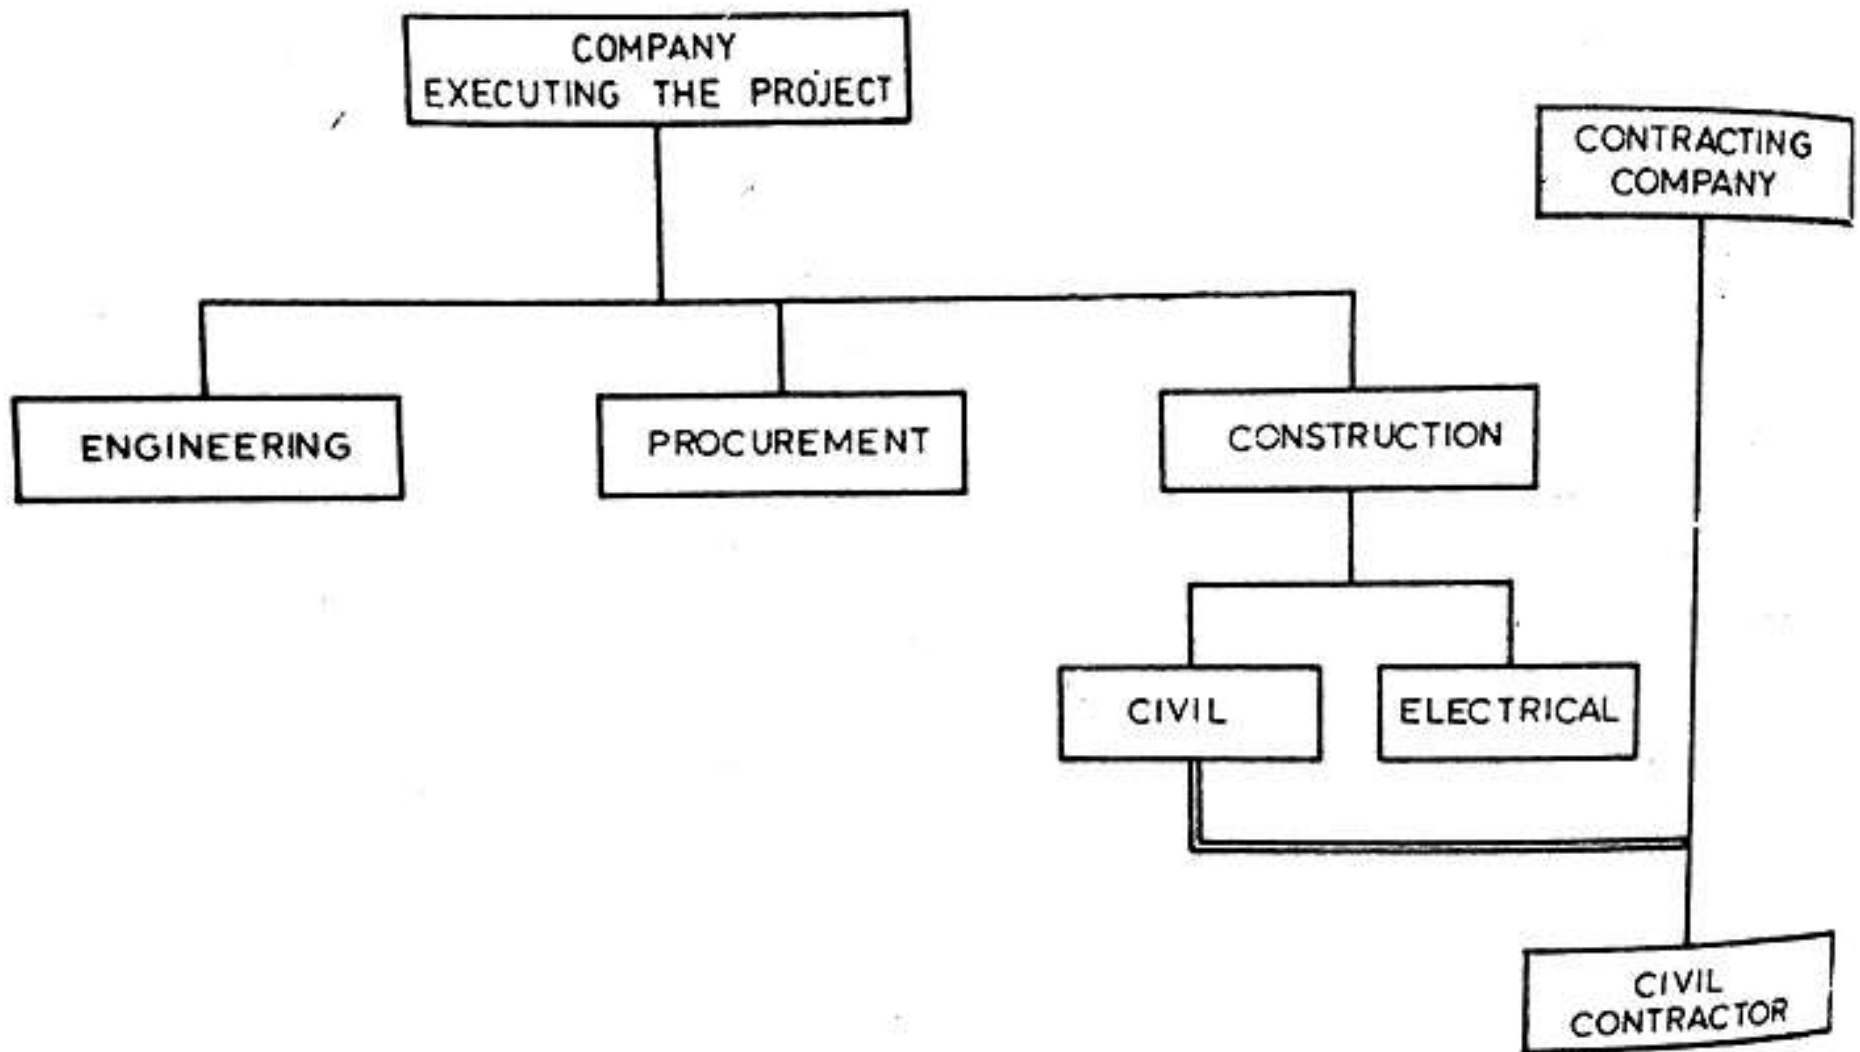 COMPANY
EXECUTING THE PROJECT
CONTRACTING
COMPANY
ENGINEERING
PROCUREMENT
CONSTRUCTION
CIVIL
ELECTRICAL
CIVIL
CONTRACTOR